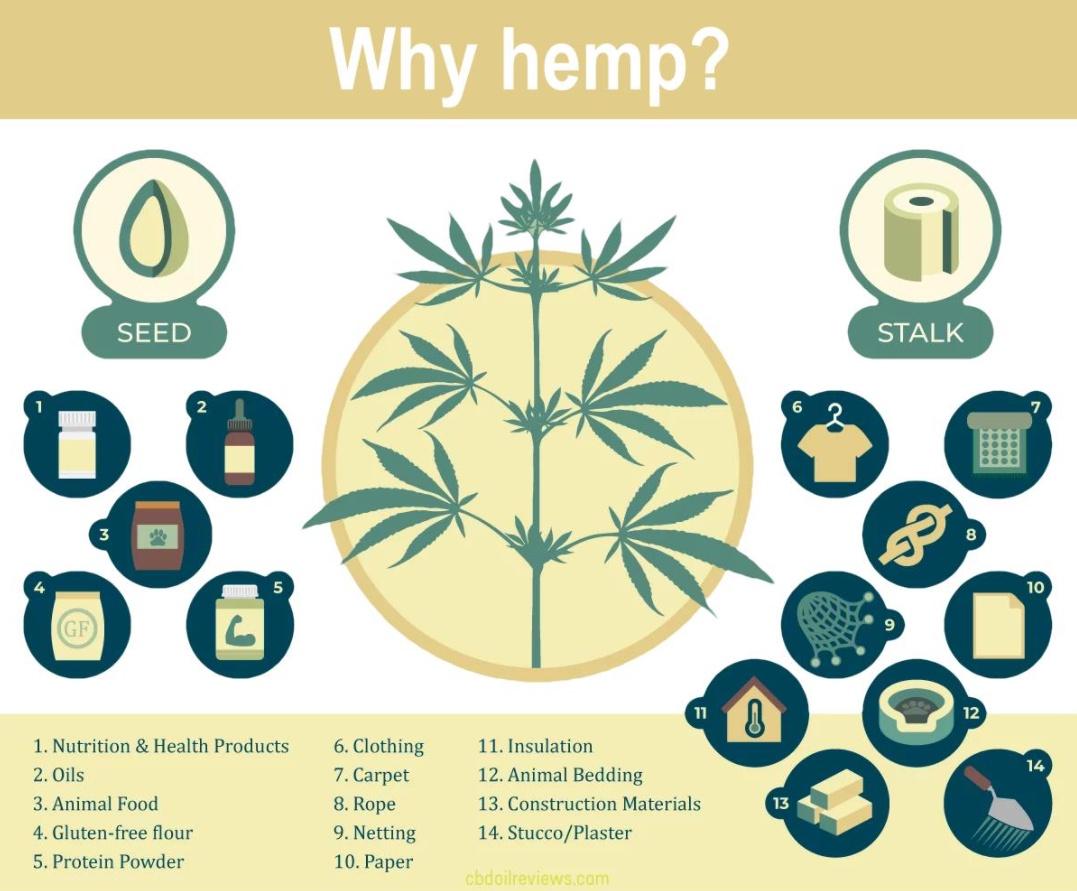 Why hemp?
SEED
STALK
1
2
3
4
GF
5
6
7
8
9
10
11
12
13
14
1. Nutrition & Health Products
2. Oils
3. Animal Food
4. Gluten-free flour
5. Protein Powder
6. Clothing
7. Carpet
8. Rope
9. Netting
10. Paper
11. Insulation
12. Animal Bedding
13. Construction Materials
14. Stucco/Plaster
cbdoilreviews.com